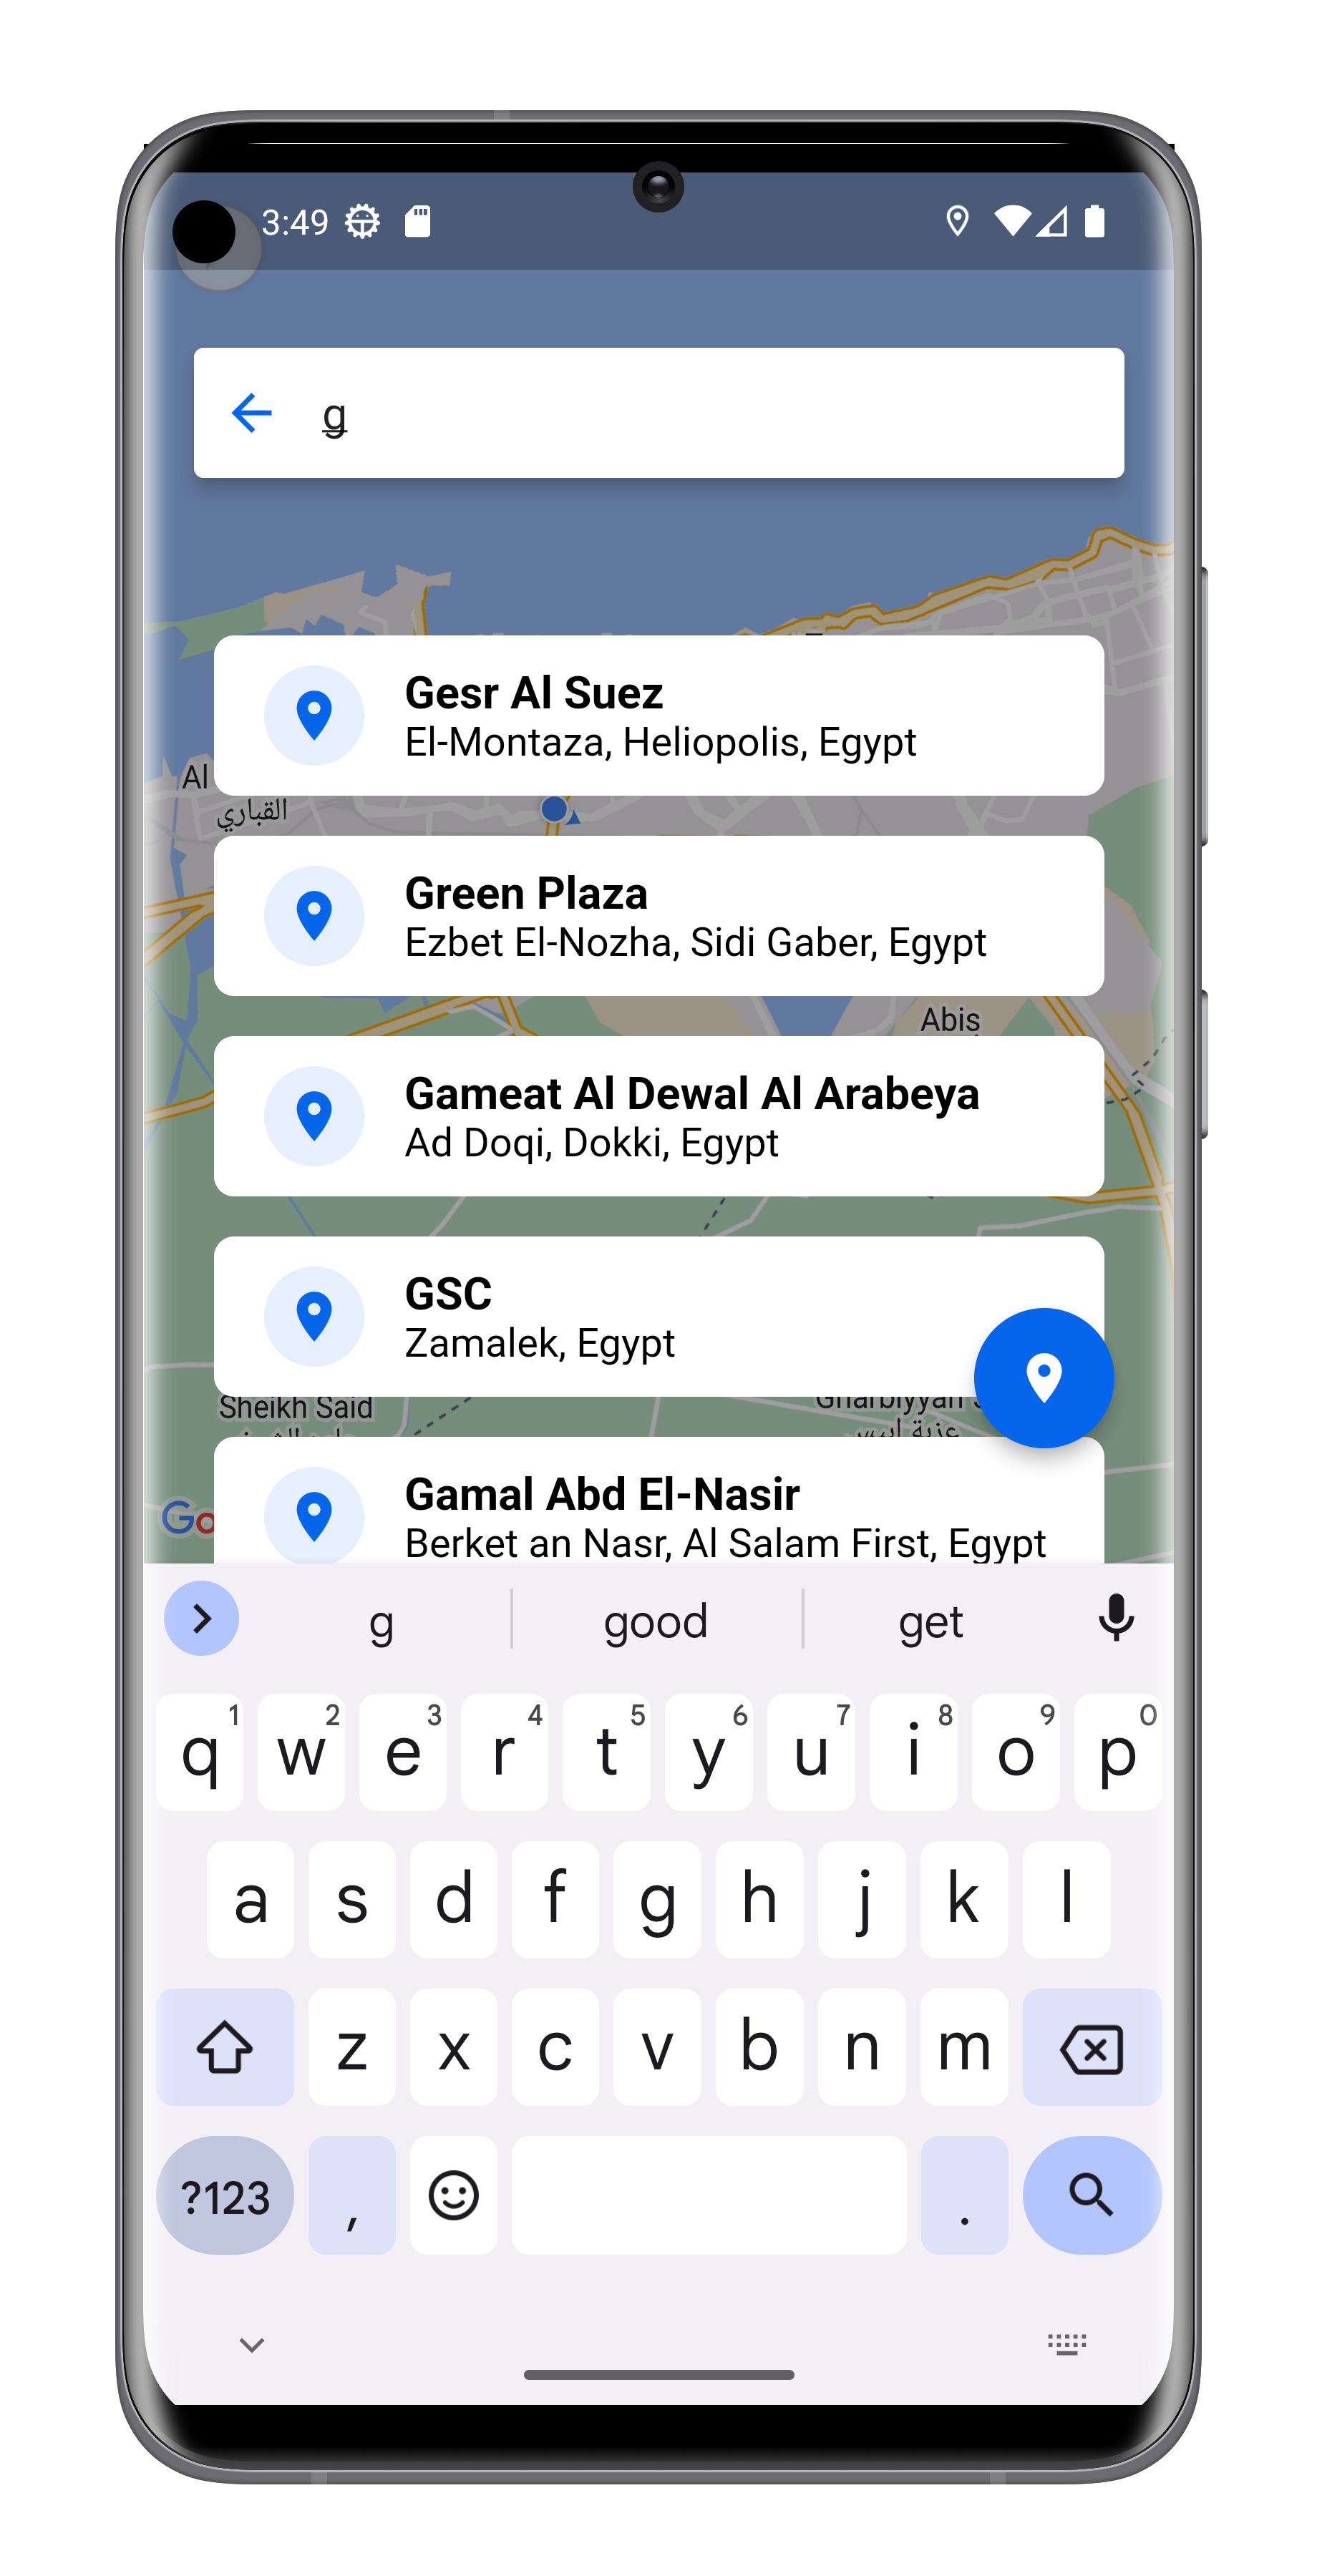 3:49
g
Gesr Al Suez
El-Montaza, Heliopolis, Egypt
Al
القباري
Green Plaza
Ezbet El-Nozha, Sidi Gaber, Egypt
Abis
Gameat Al Dewal Al Arabeya
Ad Doqi, Dokki, Egypt
GSC
Zamalek, Egypt
Sheikh Said
Gharbiyyah
Gamal Abd El-Nasir
Berket an Nasr, Al Salam First, Egypt
Go
g good get
q 1 w 2 e 3 r 4 t 5 y 6 u 7 i 8 o 9 p 0
a s d f g h j k l
z x c v b n m
?123 , .